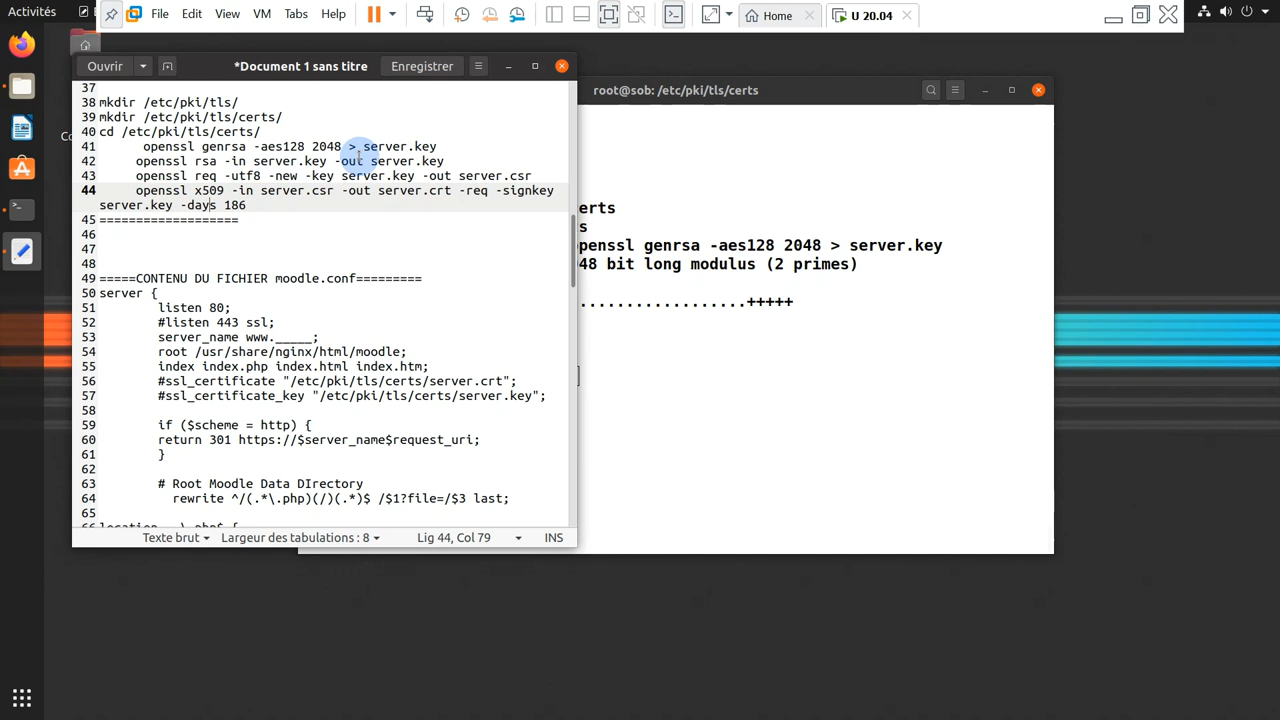 Activités
File Edit View VM Tabs Help
Home
U 20.04
Ouvrir
*Document 1 sans titre
Enregistrer
37
38 mkdir /etc/pki/tls/
39 mkdir /etc/pki/tls/certs/
40 cd /etc/pki/tls/certs/
41 openssl genrsa -aes128 2048 > server.key
42 openssl rsa -in server.key -out server.key
43 openssl req -utf8 -new -key server.key -out server.csr
44 openssl x509 -in server.csr -out server.crt -req -signkey
server.key -days 186
45 ===================
46
47
48
49 =====CONTENU DU FICHIER moodle.conf=========
50 server {
51 listen 80;
52 #listen 443 ssl;
53 server_name www._____;
54 root /usr/share/nginx/html/moodle;
55 index index.php index.html index.htm;
56 #ssl_certificate "/etc/pki/tls/certs/server.crt";
57 #ssl_certificate_key "/etc/pki/tls/certs/server.key";
58
59 if ($scheme = http) {
60 return 301 https://$server_name$request_uri;
61 }
62
63 # Root Moodle Data DIrectory
64 rewrite ^/(.*\.php)(/)(.*)$ /$1?file=/$3 last;
65
Texte brut
Largeur des tabulations : 8
Lig 44, Col 79
INS
root@sob: /etc/pki/tls/certs
erts
s
penssl genrsa -aes128 2048 > server.key
48 bit long modulus (2 primes)
..................+++++